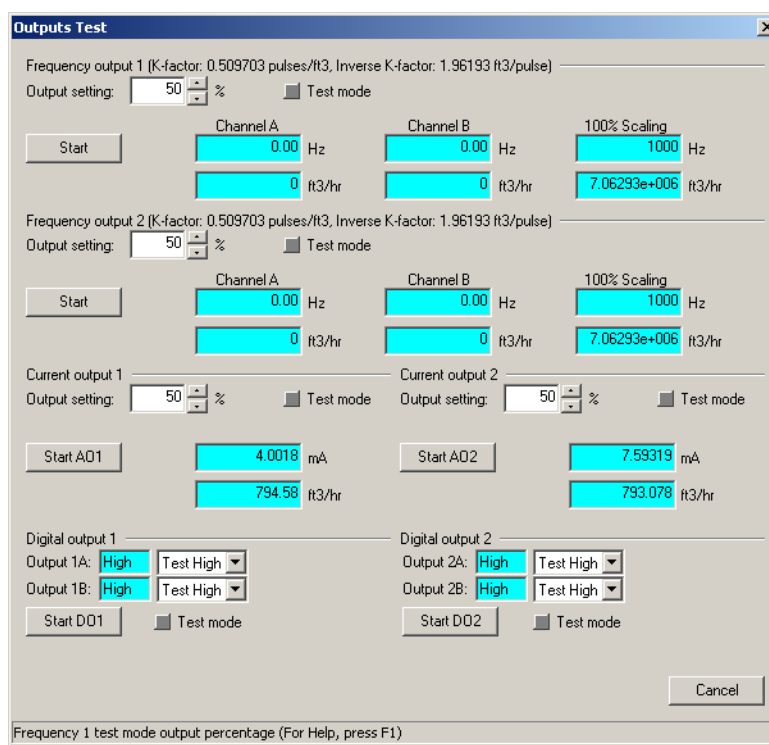 Outputs Test
Frequency output 1 (K-factor: 0.509703 pulses/ft3, Inverse K-factor: 1.96193 ft3/pulse)
Output setting: 50 % Test mode
Channel A Channel B 100% Scaling
Start 0.00 Hz 0.00 Hz 1000 Hz
0 ft3/hr 0 ft3/hr 7.06293e+006 ft3/hr
Frequency output 2 (K-factor: 0.509703 pulses/ft3, Inverse K-factor: 1.96193 ft3/pulse)
Output setting: 50 % Test mode
Channel A Channel B 100% Scaling
Start 0.00 Hz 0.00 Hz 1000 Hz
0 ft3/hr 0 ft3/hr 7.06293e+006 ft3/hr
Current output 1 Current output 2
Output setting: 50 % Test mode Output setting: 50 % Test mode
Start AO1 4.0018 mA Start AO2 7.59319 mA
794.58 ft3/hr 793.078 ft3/hr
Digital output 1 Digital output 2
Output 1A: High Test High Output 2A: High Test High
Output 1B: High Test High Output 2B: High Test High
Start DO1 Test mode Start DO2 Test mode
Cancel
Frequency 1 test mode output percentage (For Help, press F1)